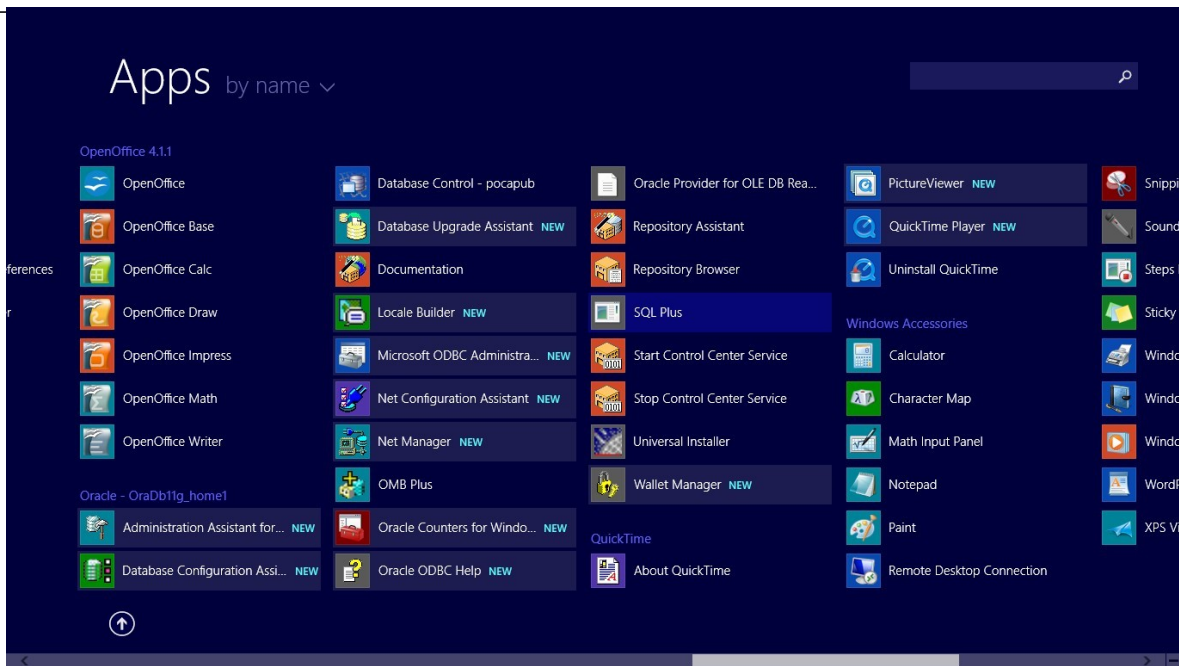 Apps by name
OpenOffice 4.1.1
OpenOffice
OpenOffice Base
OpenOffice Calc
OpenOffice Draw
OpenOffice Impress
OpenOffice Math
OpenOffice Writer
Oracle - OraDb11g_home1
Administration Assistant for... NEW
Database Configuration Assi... NEW
Database Control - pocapub
Database Upgrade Assistant NEW
Documentation
Locale Builder NEW
Microsoft ODBC Administra... NEW
Net Configuration Assistant NEW
Net Manager NEW
OMB Plus
Oracle Counters for Windo... NEW
Oracle ODBC Help NEW
Oracle Provider for OLE DB Rea...
Repository Assistant
Repository Browser
SQL Plus
Start Control Center Service
Stop Control Center Service
Universal Installer
Wallet Manager NEW
QuickTime
About QuickTime
PictureViewer NEW
QuickTime Player NEW
Uninstall QuickTime
Windows Accessories
Calculator
Character Map
Math Input Panel
Notepad
Paint
Remote Desktop Connection
Snippi
Sound
Steps
Sticky
Windo
Windo
Windo
WordP
XPS Vi